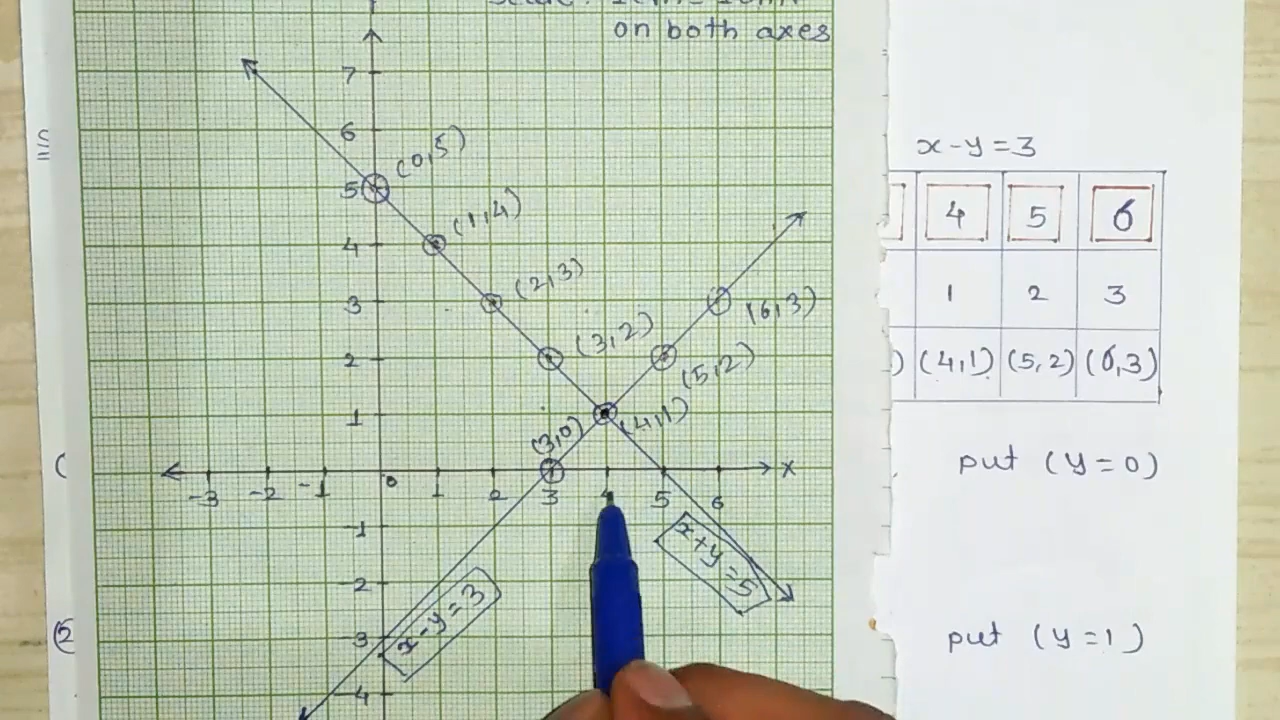 on both axes
7
6
5
4
3
2
1
(0,5)
(1,4)
(2,3)
(3,2)
(4,1)
(3,0)
(5,2)
(6,3)
-3 -2 -1 0 1 2 3 4 5 6 X
-1
-2
-3
-4
x+y=5
x-y=3
x-y=3
4 5 6
1 2 3
) (4,1) (5,2) (6,3)
put (y=0)
put (y=1)
(
(2